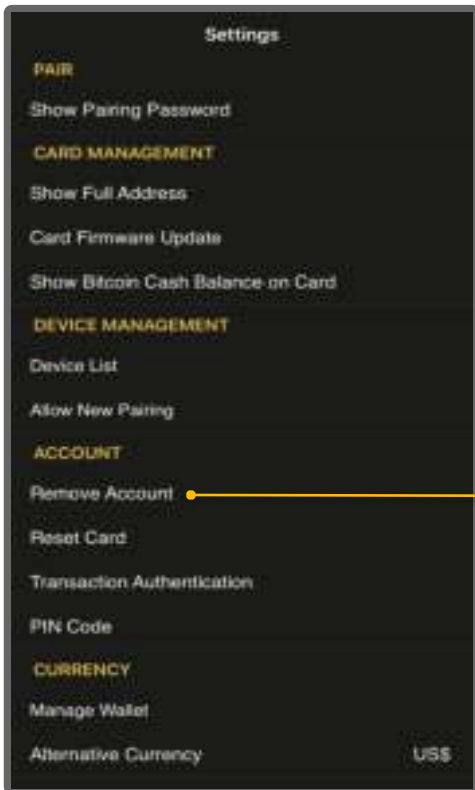 Settings
PAIR
Show Pairing Password
CARD MANAGEMENT
Show Full Address
Card Firmware Update
Show Bitcoin Cash Balance on Card
DEVICE MANAGEMENT
Device List
Allow New Pairing
ACCOUNT
Remove Account
Reset Card
Transaction Authentication
PIN Code
CURRENCY
Manage Wallet
Alternative Currency US$